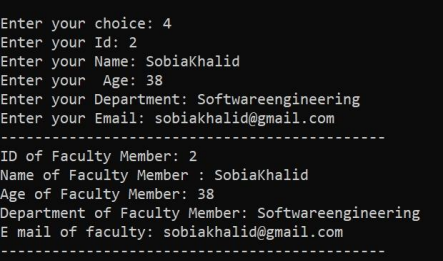 Enter your choice: 4
Enter your Id: 2
Enter your Name: SobiaKhalid
Enter your  Age: 38
Enter your Department: Softwareengineering
Enter your Email: sobiakhalid@gmail.com
---------------------------------------------
ID of Faculty Member: 2
Name of Faculty Member : SobiaKhalid
Age of Faculty Member: 38
Department of Faculty Member: Softwareengineering
E mail of faculty: sobiakhalid@gmail.com
---------------------------------------------